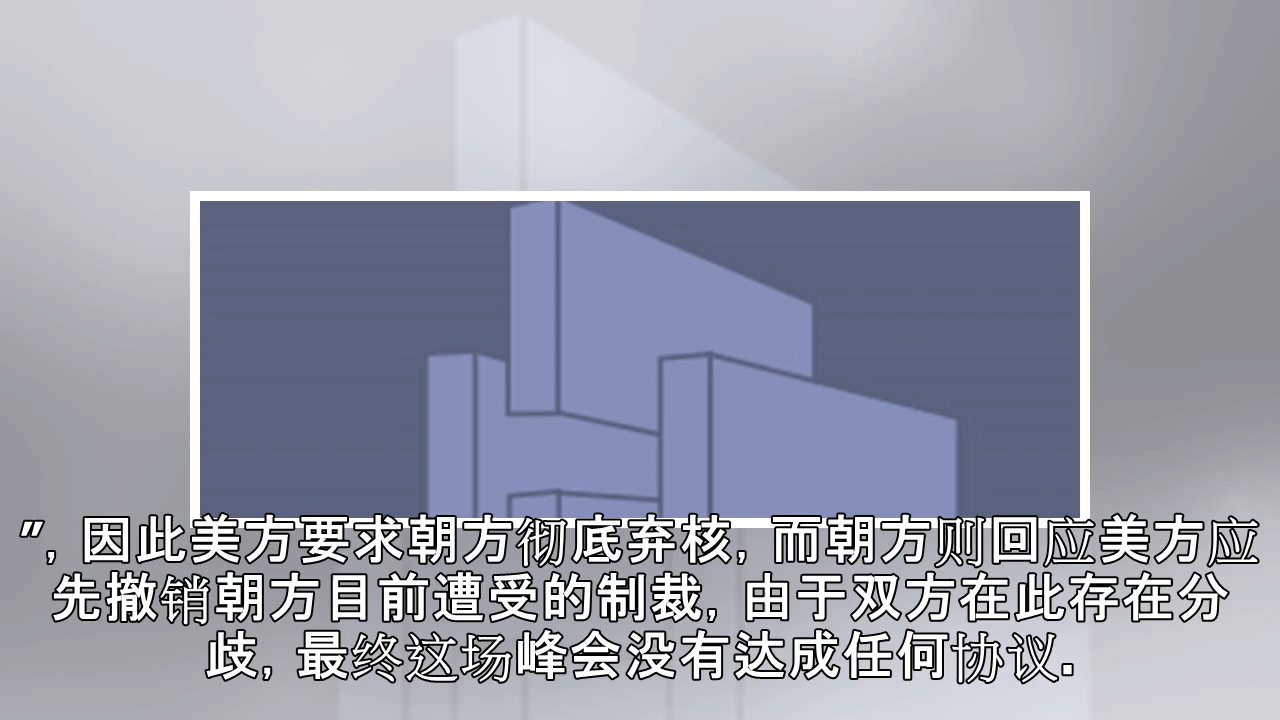 ", 因此美方要求朝方彻底弃核, 而朝方则回应美方应
先撤销朝方目前遭受的制裁, 由于双方在此存在分
歧, 最终这场峰会没有达成任何协议.